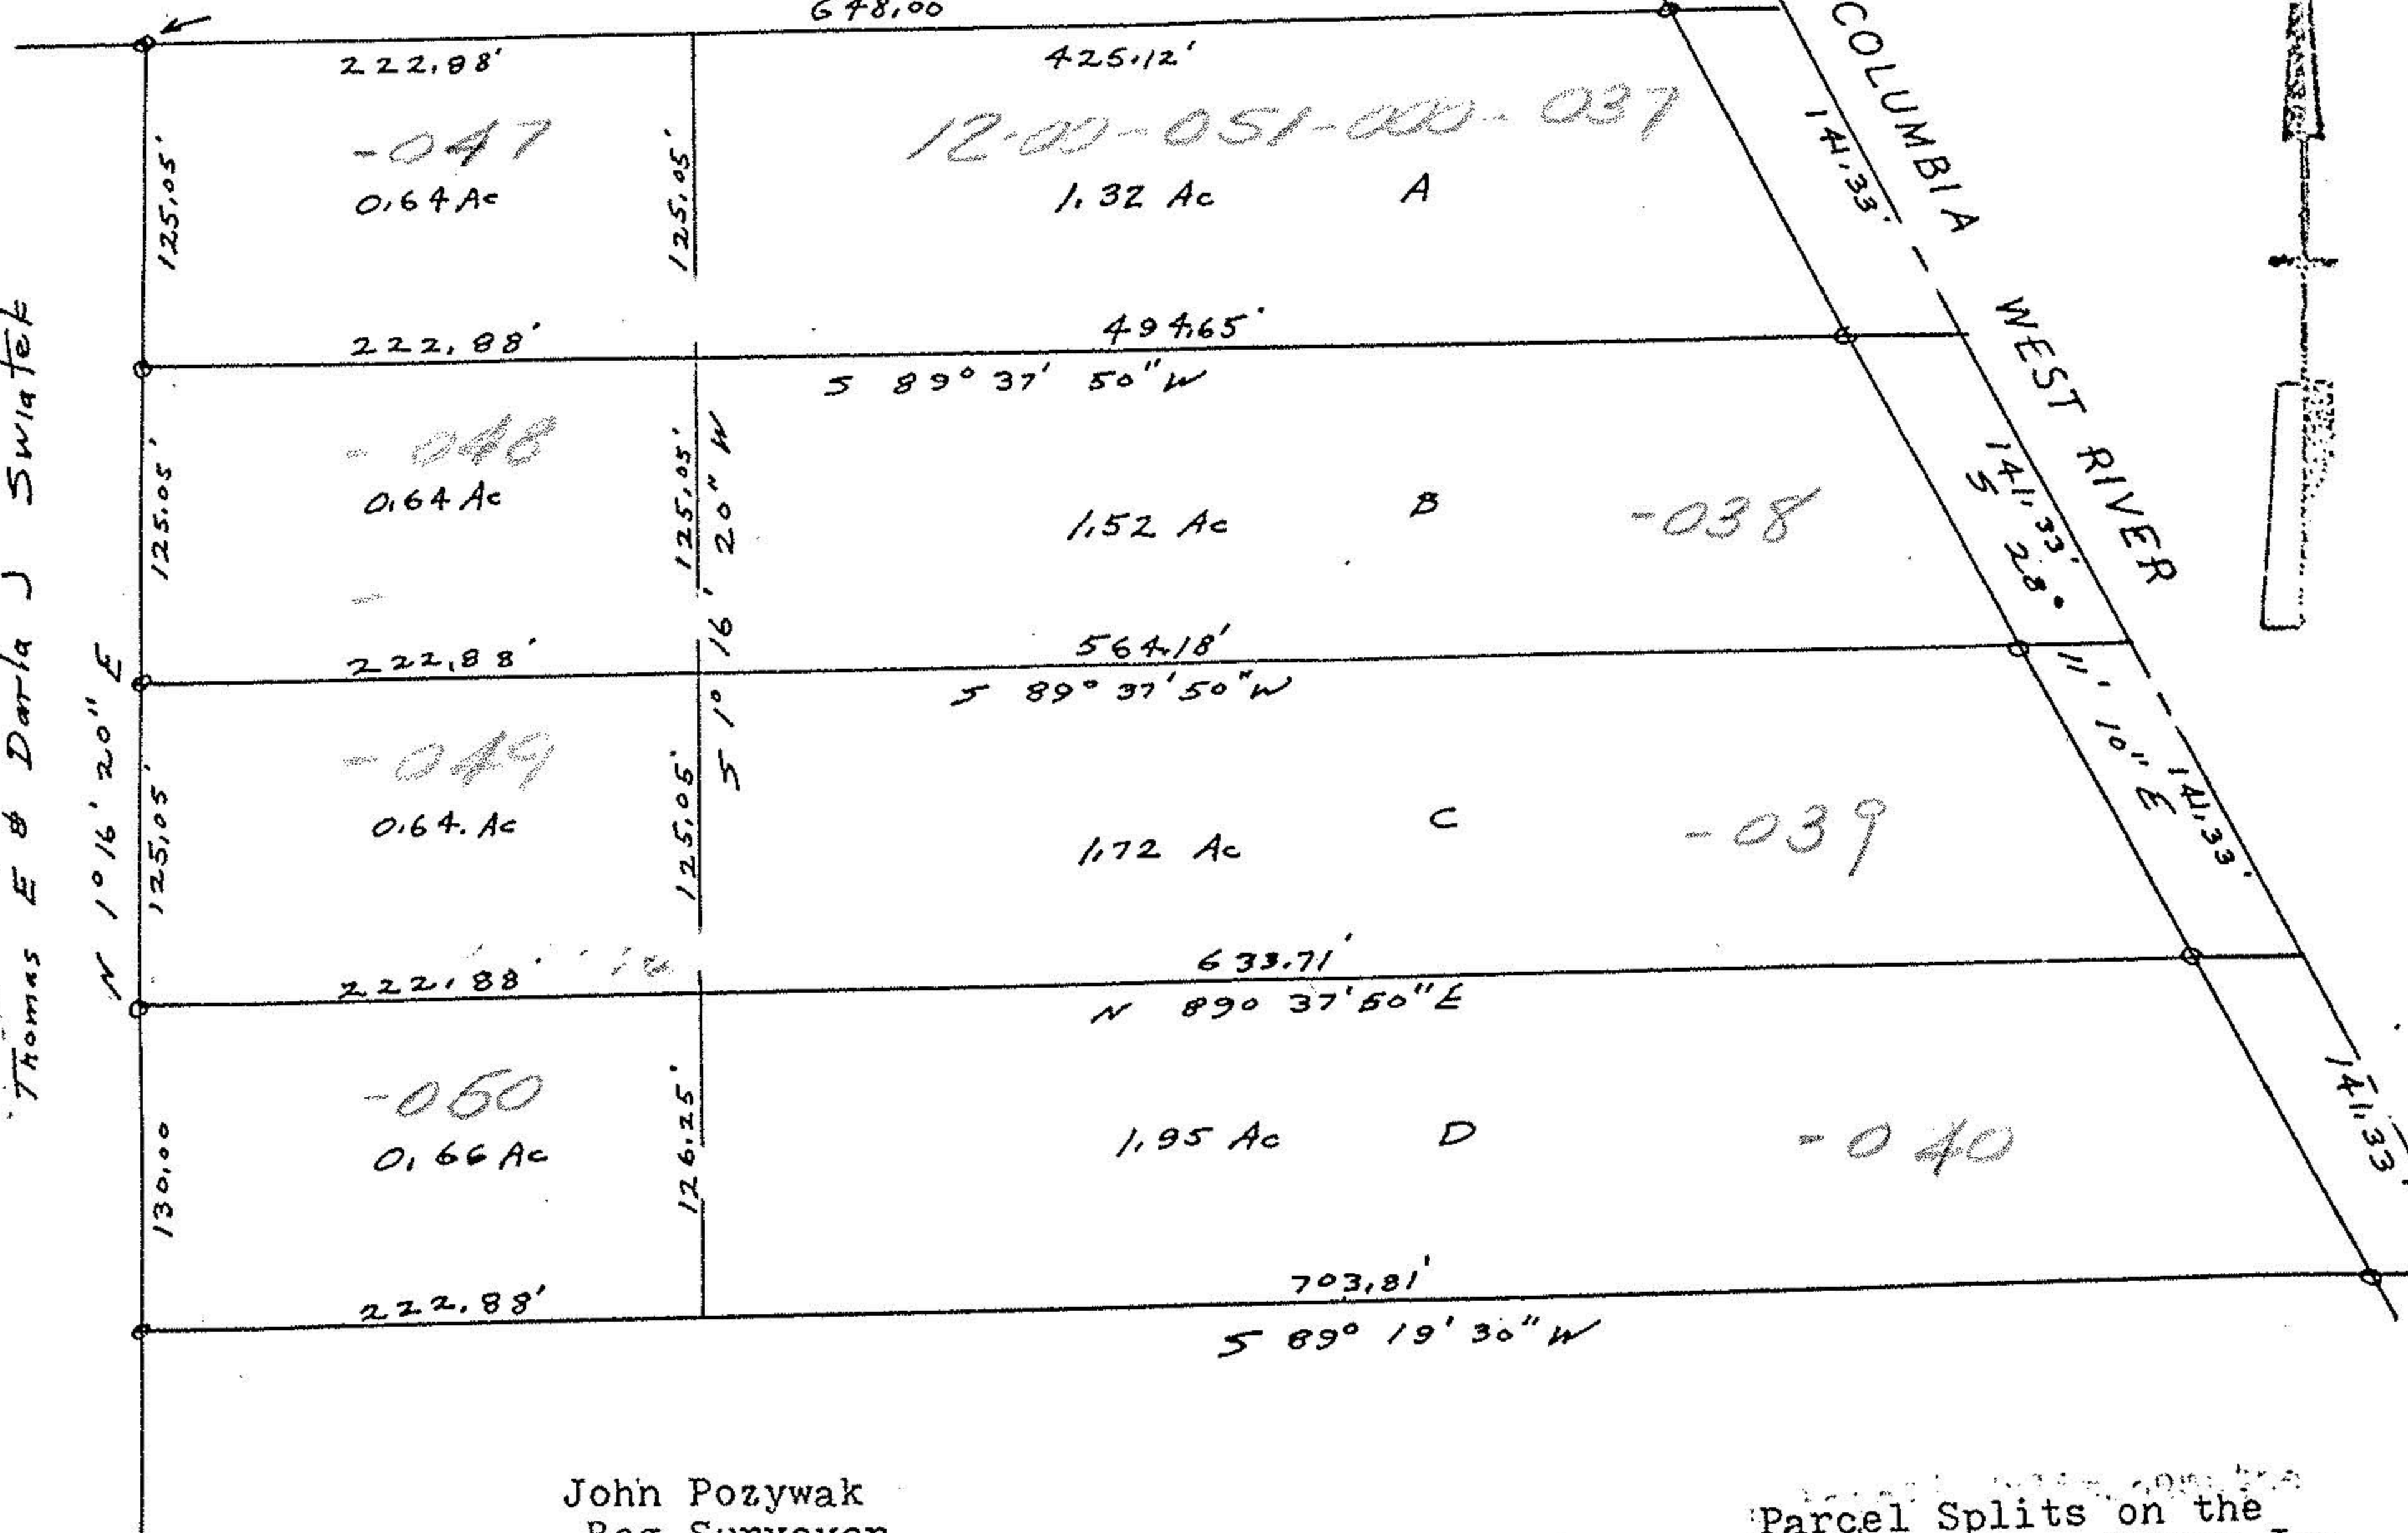 648.00
222.88'
425.12'
COLUMBIA WEST RIVER
-047
12-00-051-000-037
125.05'
125.05'
141.33'
0.64 Ac
1.32 Ac A
222.88'
494.65'
S 89° 37' 50" W
-048
0.64 Ac
125.05'
125.05'
1.52 Ac B -038
141.33'
S 28° 11' 10" E
S 1° 16' 20" W
222.88'
564.18'
S 89° 37' 50" W
Thomas E & Darla J Swiatek
N 1° 16' 20" E
-049
0.64. Ac
125.05'
125.05'
1.72 Ac C -039
141.33'
222.88'
633.71'
N 89° 37' 50" E
-050
0.66 Ac
130.00
126.25'
1.95 Ac D -040
141.33'
222.88'
703.81'
S 89° 19' 30" W
John Pozywak
Reg Surveyor
Parcel Splits on the